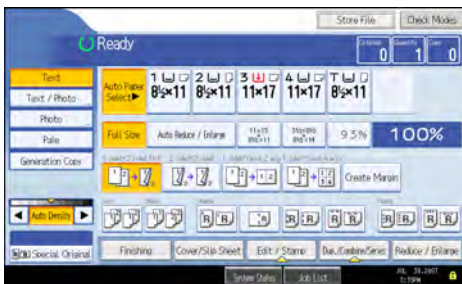 Store File Check Modes
Ready
0 1 0
Text
Text / Photo
Photo
Pale
Generation Copy
Auto Paper Select▶
1 8½×11
2 8½×11
3 11×17
4 11×17
T 8½×11
Full Size Auto Reduce / Enlarge 93% 100%
Create Margin
Auto Density
Special Original
Finishing Cover/Slip Sheet Edit / Stamp Dup./Combine/Series Reduce / Enlarge
System Status Job List